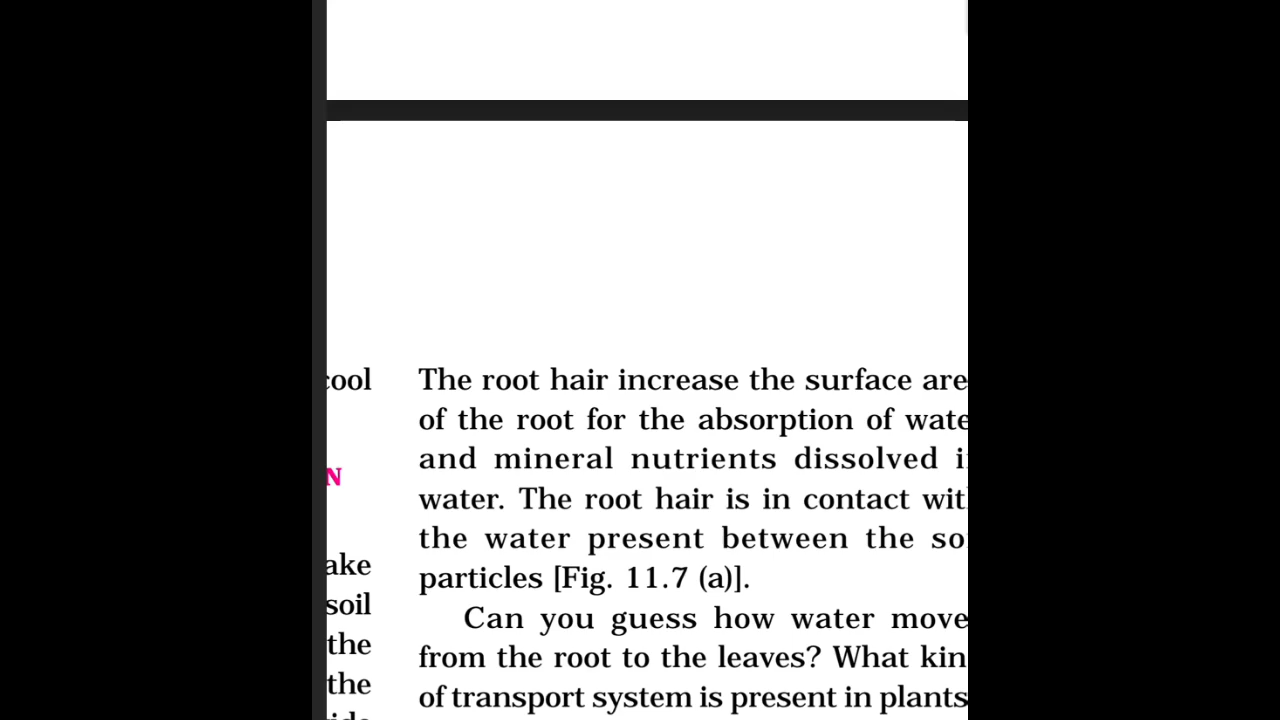 cool
N
ake
soil
the
the
The root hair increase the surface are
of the root for the absorption of wate
and mineral nutrients dissolved i
water. The root hair is in contact wit
the water present between the so
particles [Fig. 11.7 (a)].
Can you guess how water move
from the root to the leaves? What kin
of transport system is present in plants